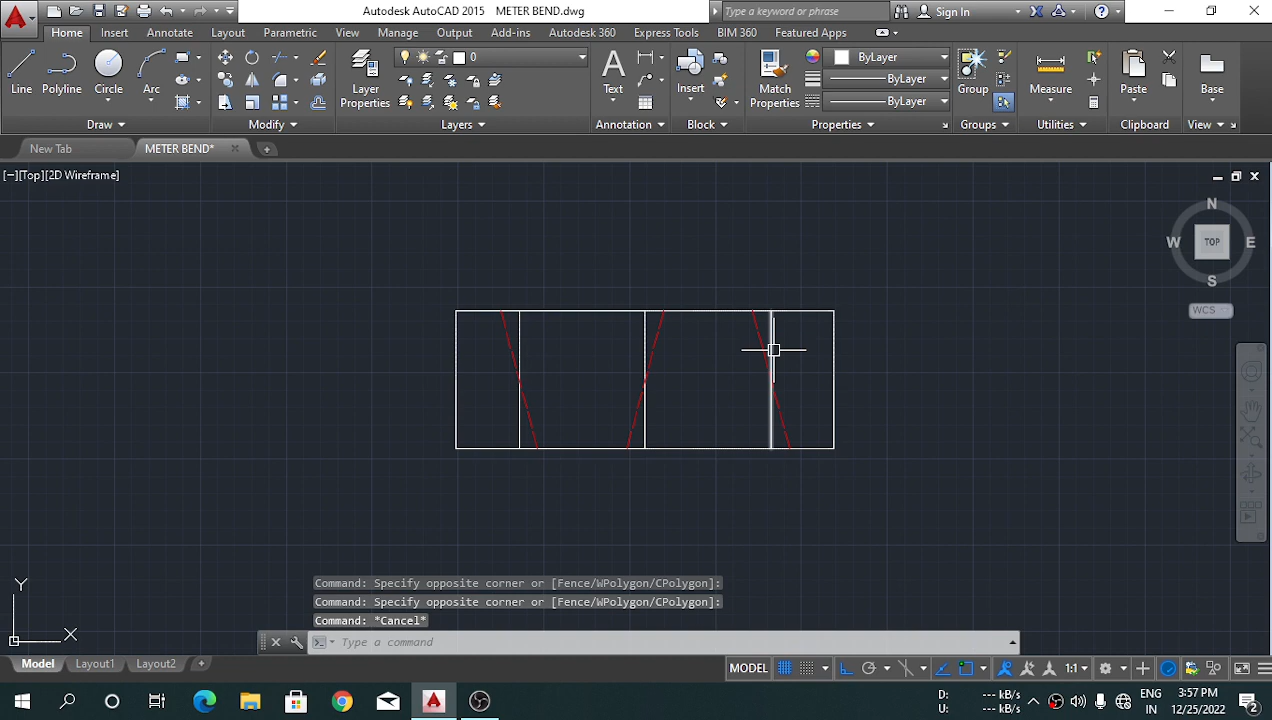 Autodesk AutoCAD 2015 METER BEND.dwg
Type a keyword or phrase
Sign In
Home Insert Annotate Layout Parametric View Manage Output Add-ins Autodesk 360 Express Tools BIM 360 Featured Apps
Line Polyline Circle Arc
Draw
Modify
Layer
Properties
0
Layers
Text
Annotation
Insert
Block
Match
Properties
ByLayer
ByLayer
ByLayer
Properties
Group
Groups
Measure
Utilities
Paste
Clipboard
Base
View
New Tab METER BEND*
[−][Top][2D Wireframe]
N
W TOP E
S
WCS
Y
X
Command: Specify opposite corner or [Fence/WPolygon/CPolygon]:
Command: Specify opposite corner or [Fence/WPolygon/CPolygon]:
Command: *Cancel*
Type a command
Model Layout1 Layout2
MODEL 1:1
D: --- kB/s
U: --- kB/s
ENG
IN
3:57 PM
12/25/2022
2